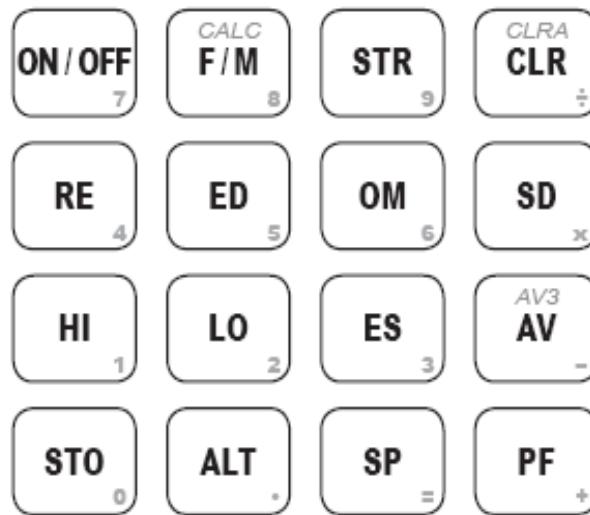 CALC CLRA
ON/OFF F/M STR CLR
7 8 9 ÷
RE ED OM SD
4 5 6 x
AV3
HI LO ES AV
1 2 3 -
STO ALT SP PF
0 . = +